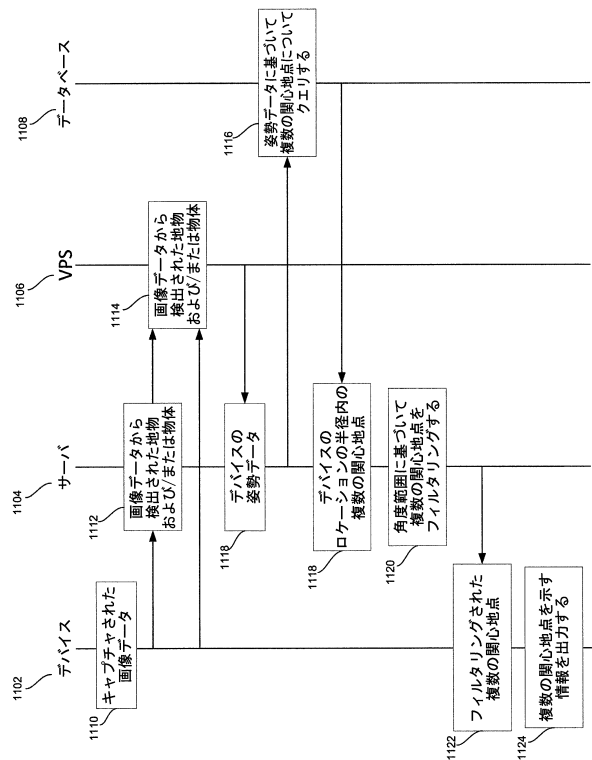 1102
デバイス
1104
サーバ
1106
VPS
1108
データベース
1110
キャプチャされた
画像データ
1112
画像データから
検出された地物
および/または物体
1114
画像データから
検出された地物
および/または物体
1118
デバイスの
姿勢データ
1116
姿勢データに基づいて
複数の関心地点について
クエリする
1118
デバイスの
ロケーションの半径内の
複数の関心地点
1120
角度範囲に基づいて
複数の関心地点を
フィルタリングする
1122
フィルタリングされた
複数の関心地点
1124
複数の関心地点を示す
情報を出力する